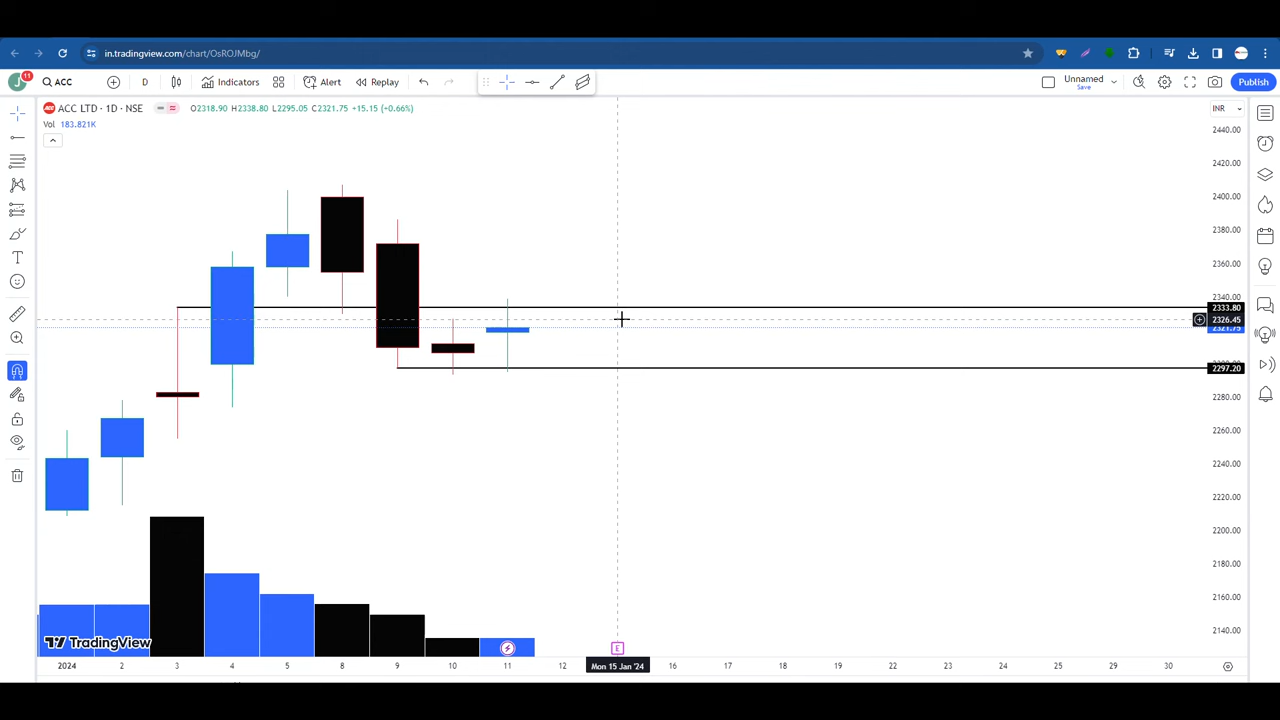 in.tradingview.com/chart/OsROJMbg/
11
ACC
D
Indicators
Alert
Replay
Unnamed
Save
Publish
ACC LTD · 1D · NSE
O2318.90 H2338.80 L2295.05 C2321.75 +15.15 (+0.66%)
INR
Vol 183.821K
2440.00
2420.00
2400.00
2380.00
2360.00
2340.00
2333.80
2326.45
2321.75
2297.20
2280.00
2260.00
2240.00
2220.00
2200.00
2180.00
2160.00
2140.00
TradingView
E
2024 2 3 4 5 8 9 10 11 12 Mon 15 Jan '24 16 17 18 19 22 23 24 25 29 30